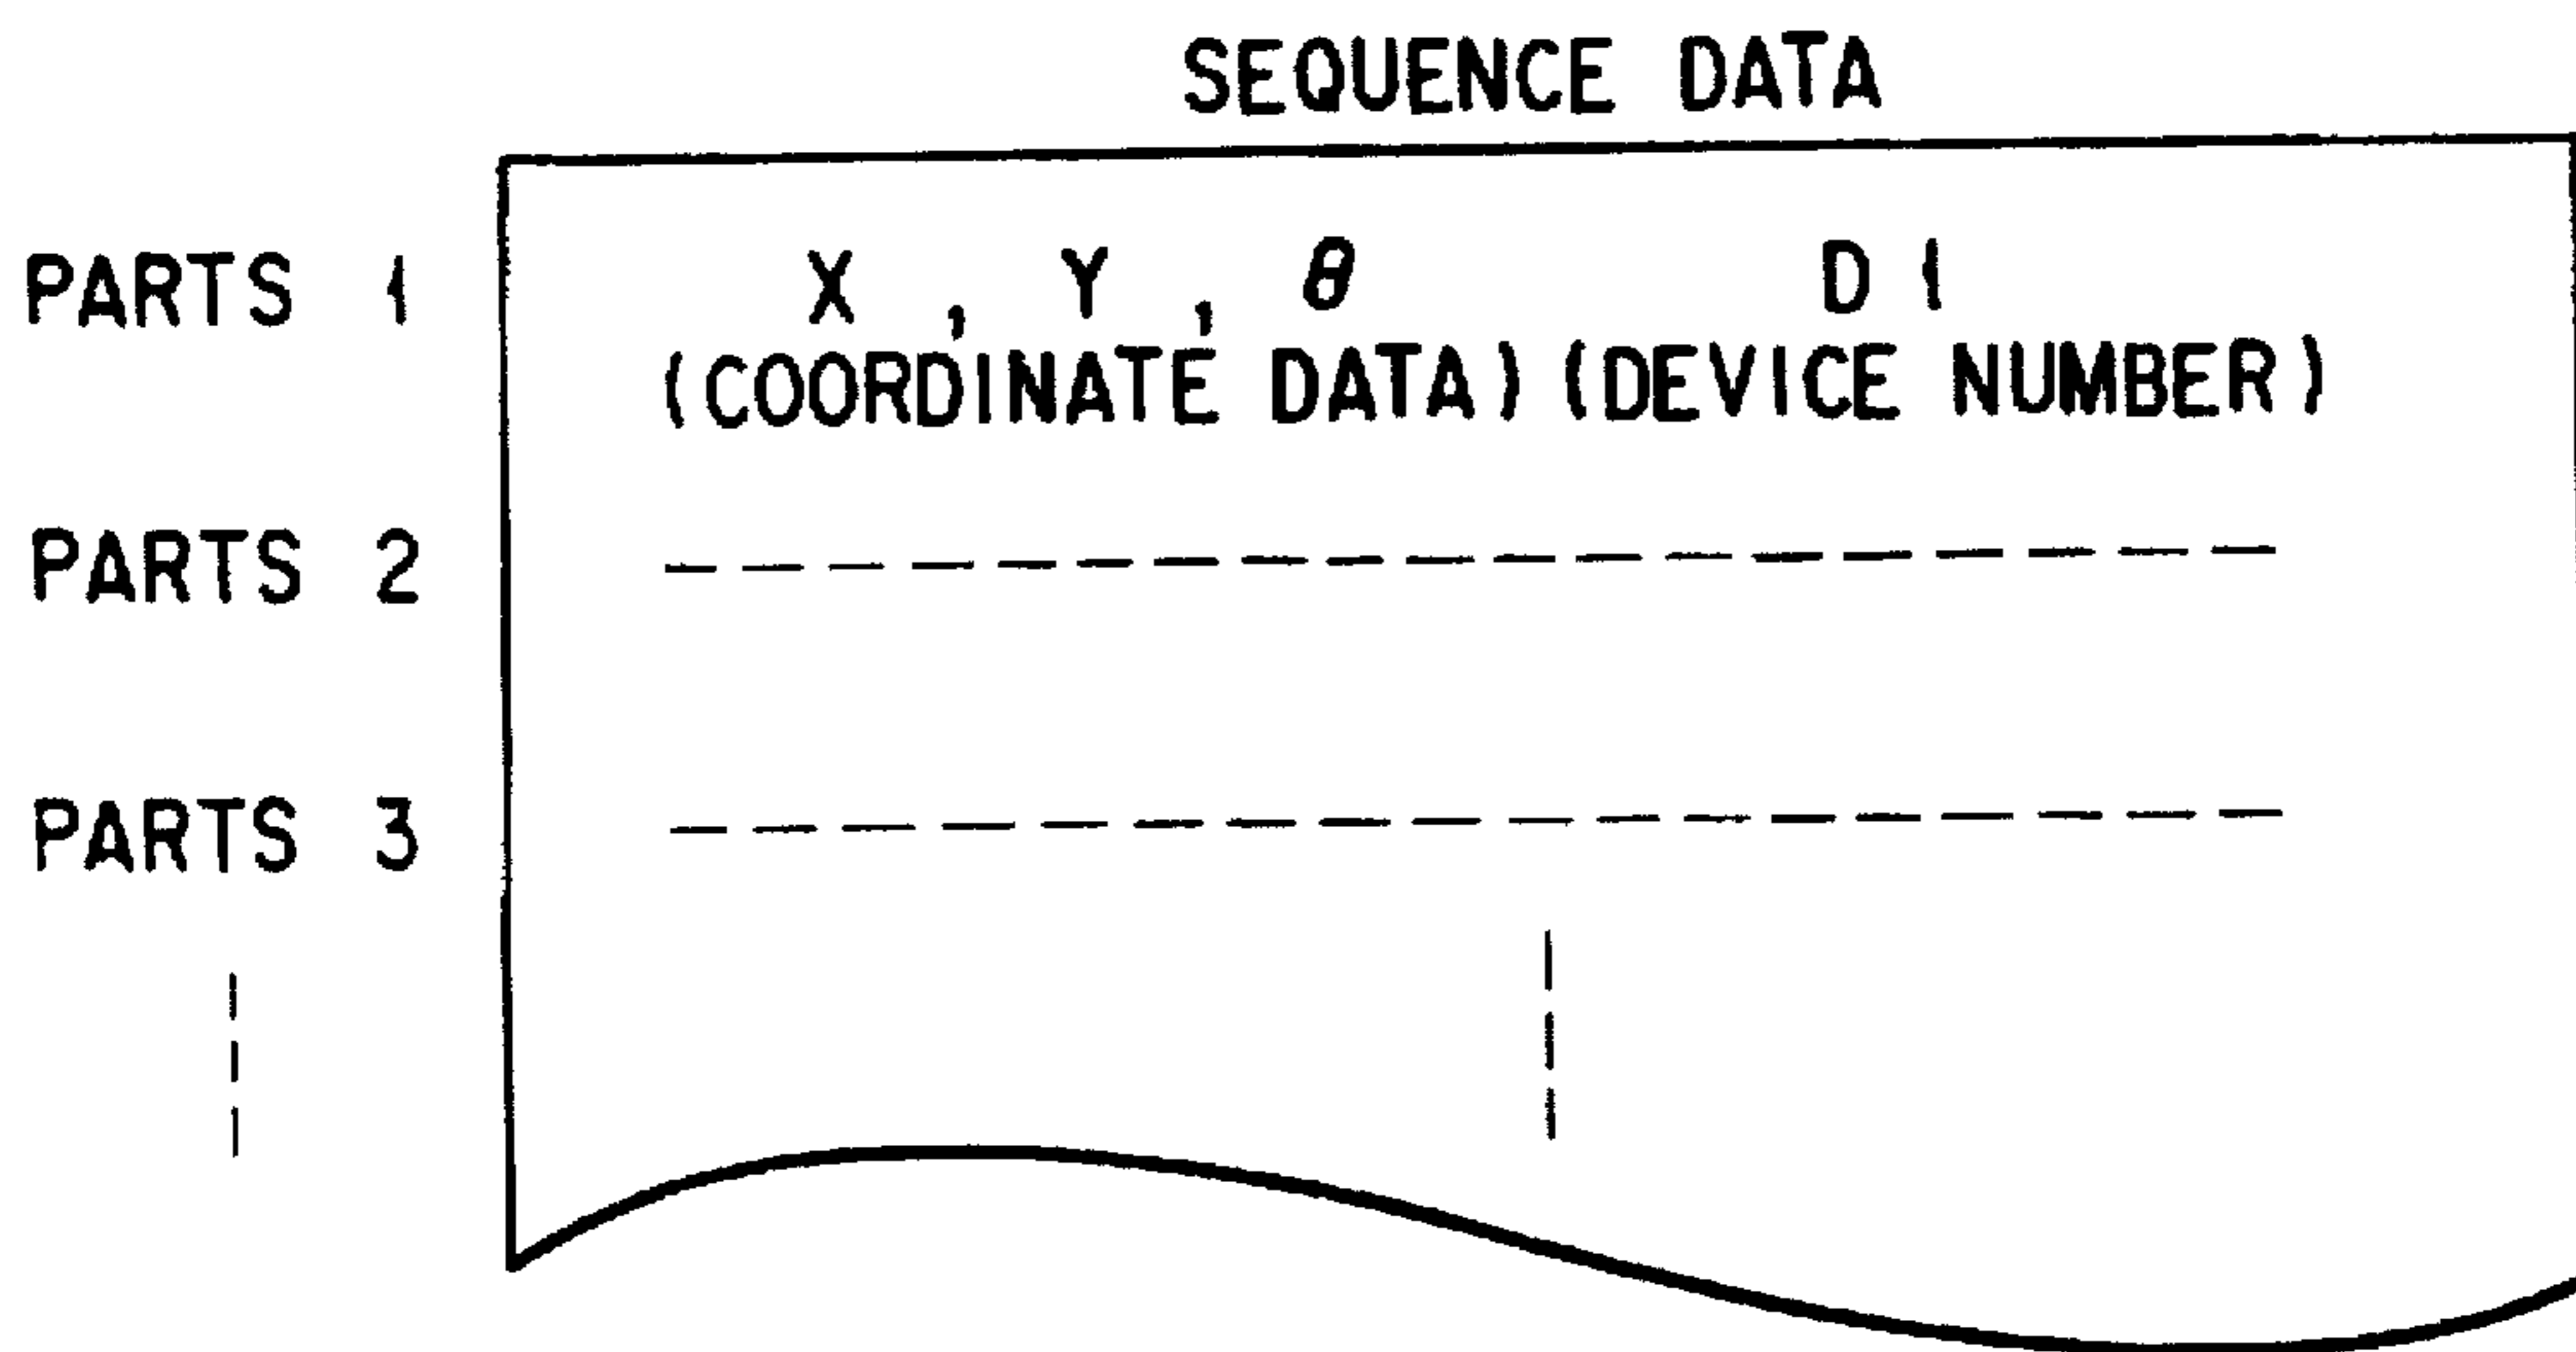 SEQUENCE DATA
PARTS 1 X , Y , θ D 1
(COORDINATE DATA) (DEVICE NUMBER)
PARTS 2
PARTS 3